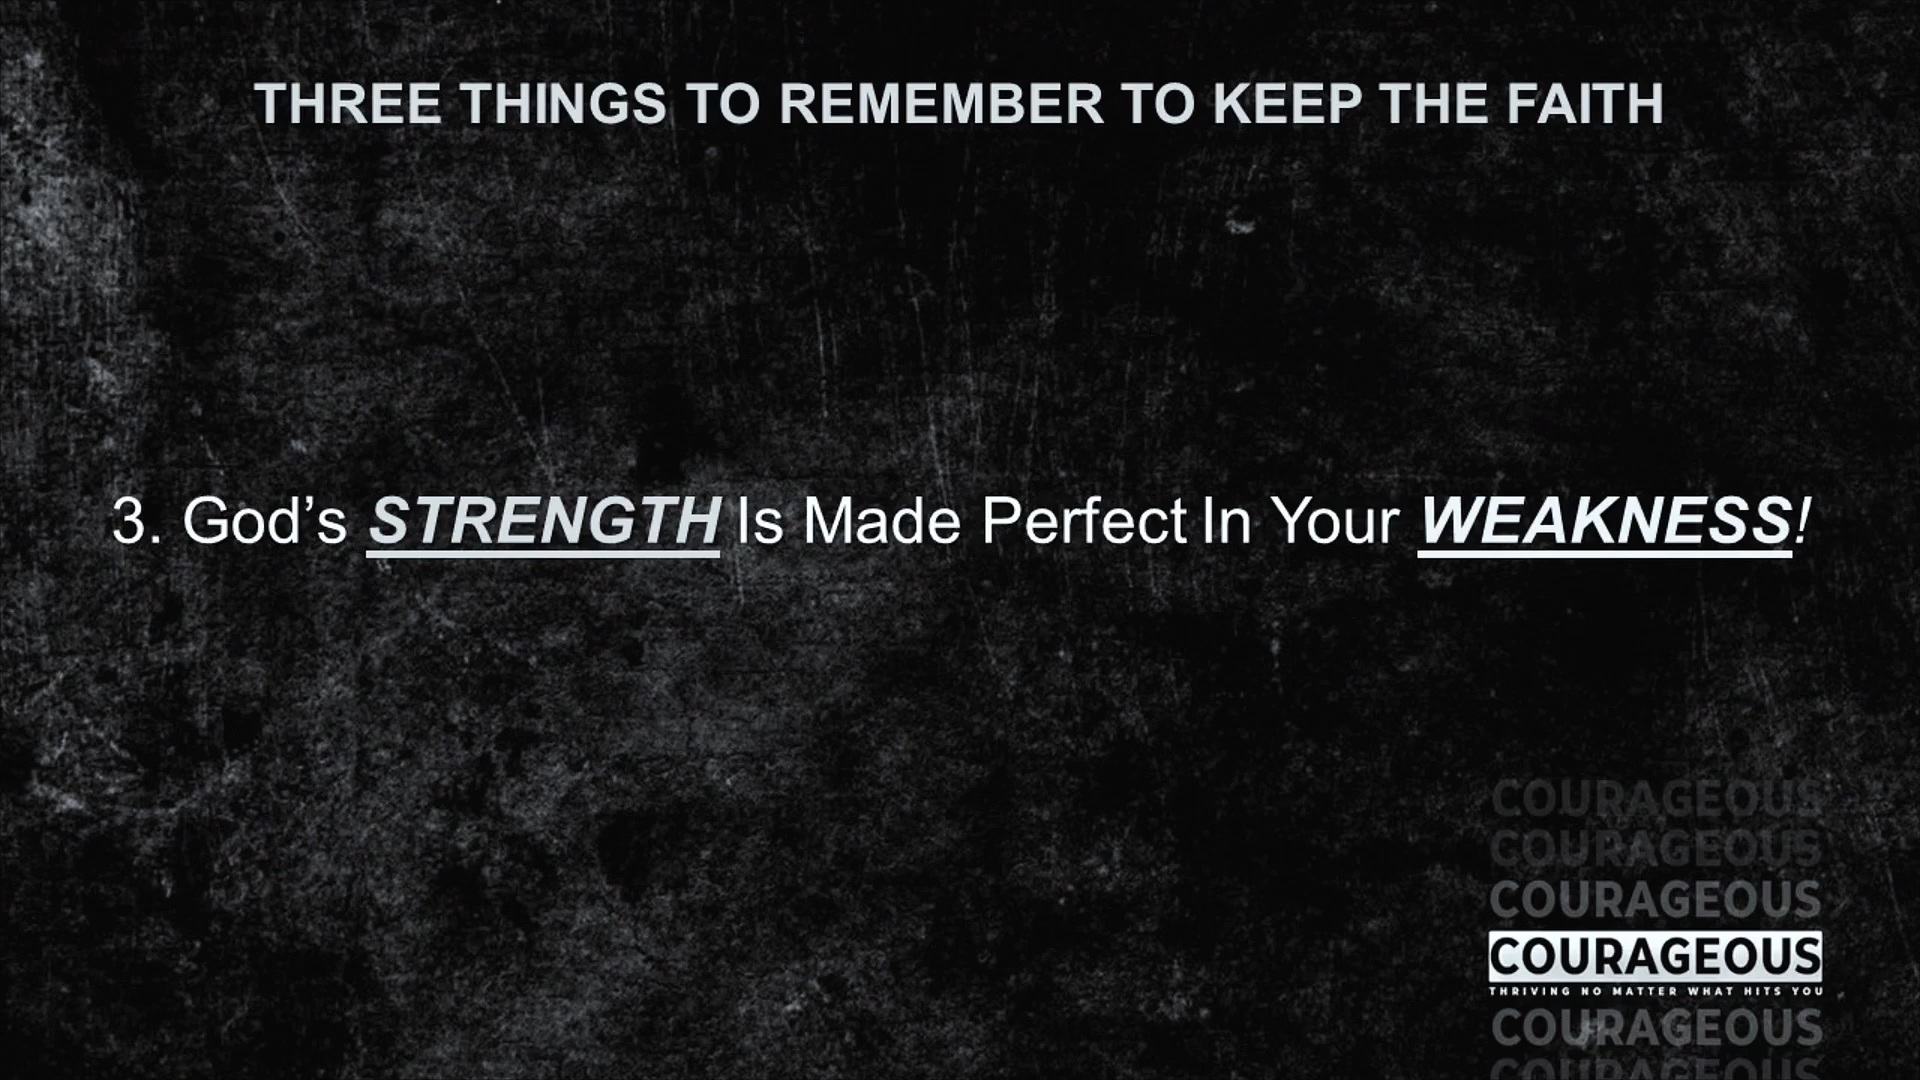 THREE THINGS TO REMEMBER TO KEEP THE FAITH
3. God’s STRENGTH Is Made Perfect In Your WEAKNESS!
COURAGEOUS
COURAGEOUS
COURAGEOUS
COURAGEOUS
THRIVING NO MATTER WHAT HITS YOU
COURAGEOUS
COURAGEOUS